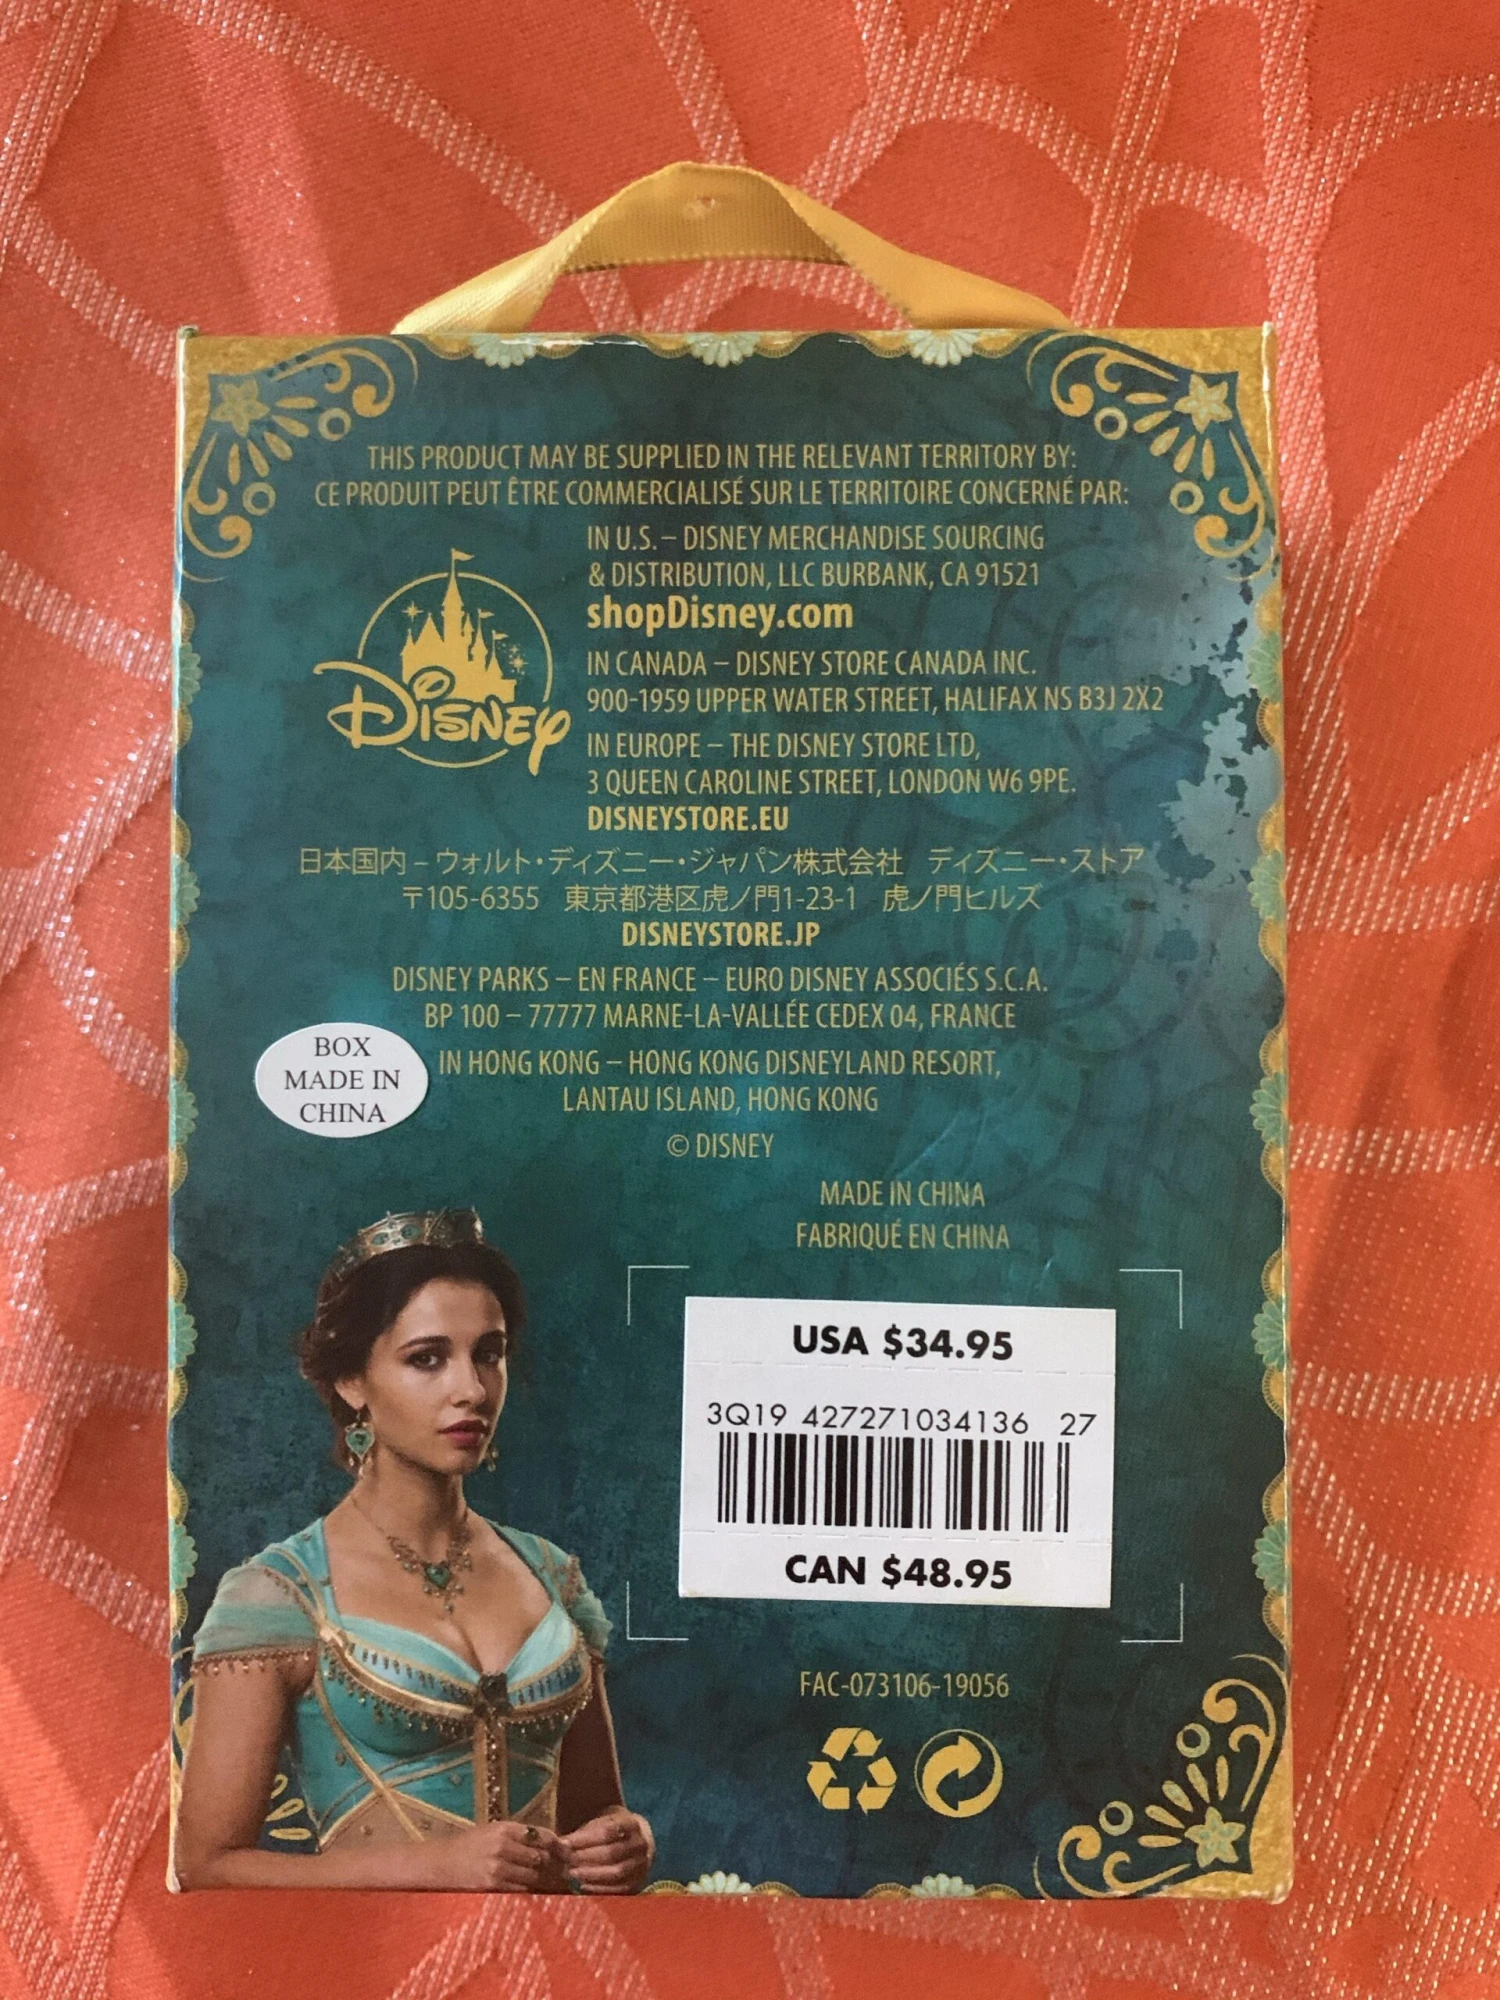 THIS PRODUCT MAY BE SUPPLIED IN THE RELEVANT TERRITORY BY:
CE PRODUIT PEUT ÊTRE COMMERCIALISÉ SUR LE TERRITOIRE CONCERNÉ PAR:
Disney
IN U.S. – DISNEY MERCHANDISE SOURCING
& DISTRIBUTION, LLC BURBANK, CA 91521
shopDisney.com
IN CANADA – DISNEY STORE CANADA INC.
900-1959 UPPER WATER STREET, HALIFAX NS B3J 2X2
IN EUROPE – THE DISNEY STORE LTD,
3 QUEEN CAROLINE STREET, LONDON W6 9PE.
DISNEYSTORE.EU
日本国内 – ウォルト・ディズニー・ジャパン株式会社 ディズニー・ストア
〒105-6355 東京都港区虎ノ門1-23-1 虎ノ門ヒルズ
DISNEYSTORE.JP
DISNEY PARKS – EN FRANCE – EURO DISNEY ASSOCIÉS S.C.A.
BP 100 – 77777 MARNE-LA-VALLÉE CEDEX 04, FRANCE
BOX
MADE IN
CHINA
IN HONG KONG – HONG KONG DISNEYLAND RESORT,
LANTAU ISLAND, HONG KONG
© DISNEY
MADE IN CHINA
FABRIQUÉ EN CHINA
USA $34.95
3Q19 427271034136 27
CAN $48.95
FAC-073106-19056